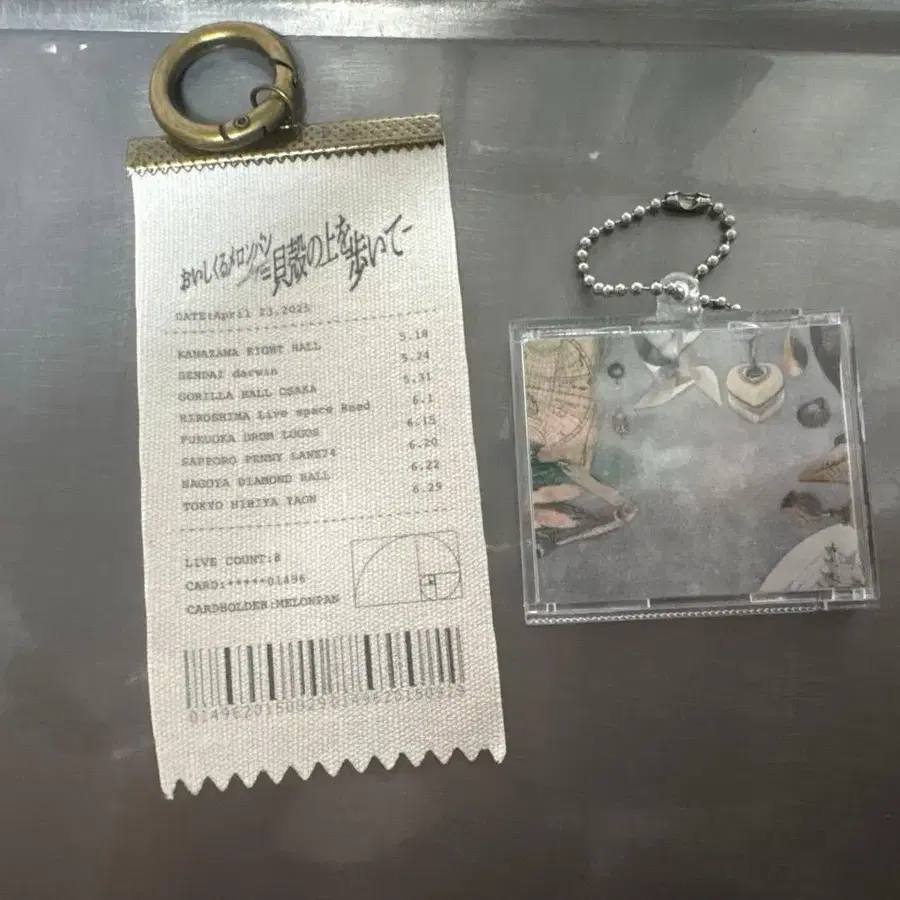 おいしくるメロンパン
貝殻の上を歩いて-
DATE:April 23,2025
KANAZAWA EIGHT HALL 5.18
SENDAI darwin 5.24
GORILLA HALL OSAKA 5.31
HIROSHIMA Live space Reed 6.1
FUKUOKA DRUM LOGOS 6.15
SAPPORO PENNY LANE24 6.20
NAGOYA DIAMOND HALL 6.22
TOKYO HIBIYA YAON 6.29
LIVE COUNT:8
CARD:*****01496
CARDHOLDER:MELONPAN